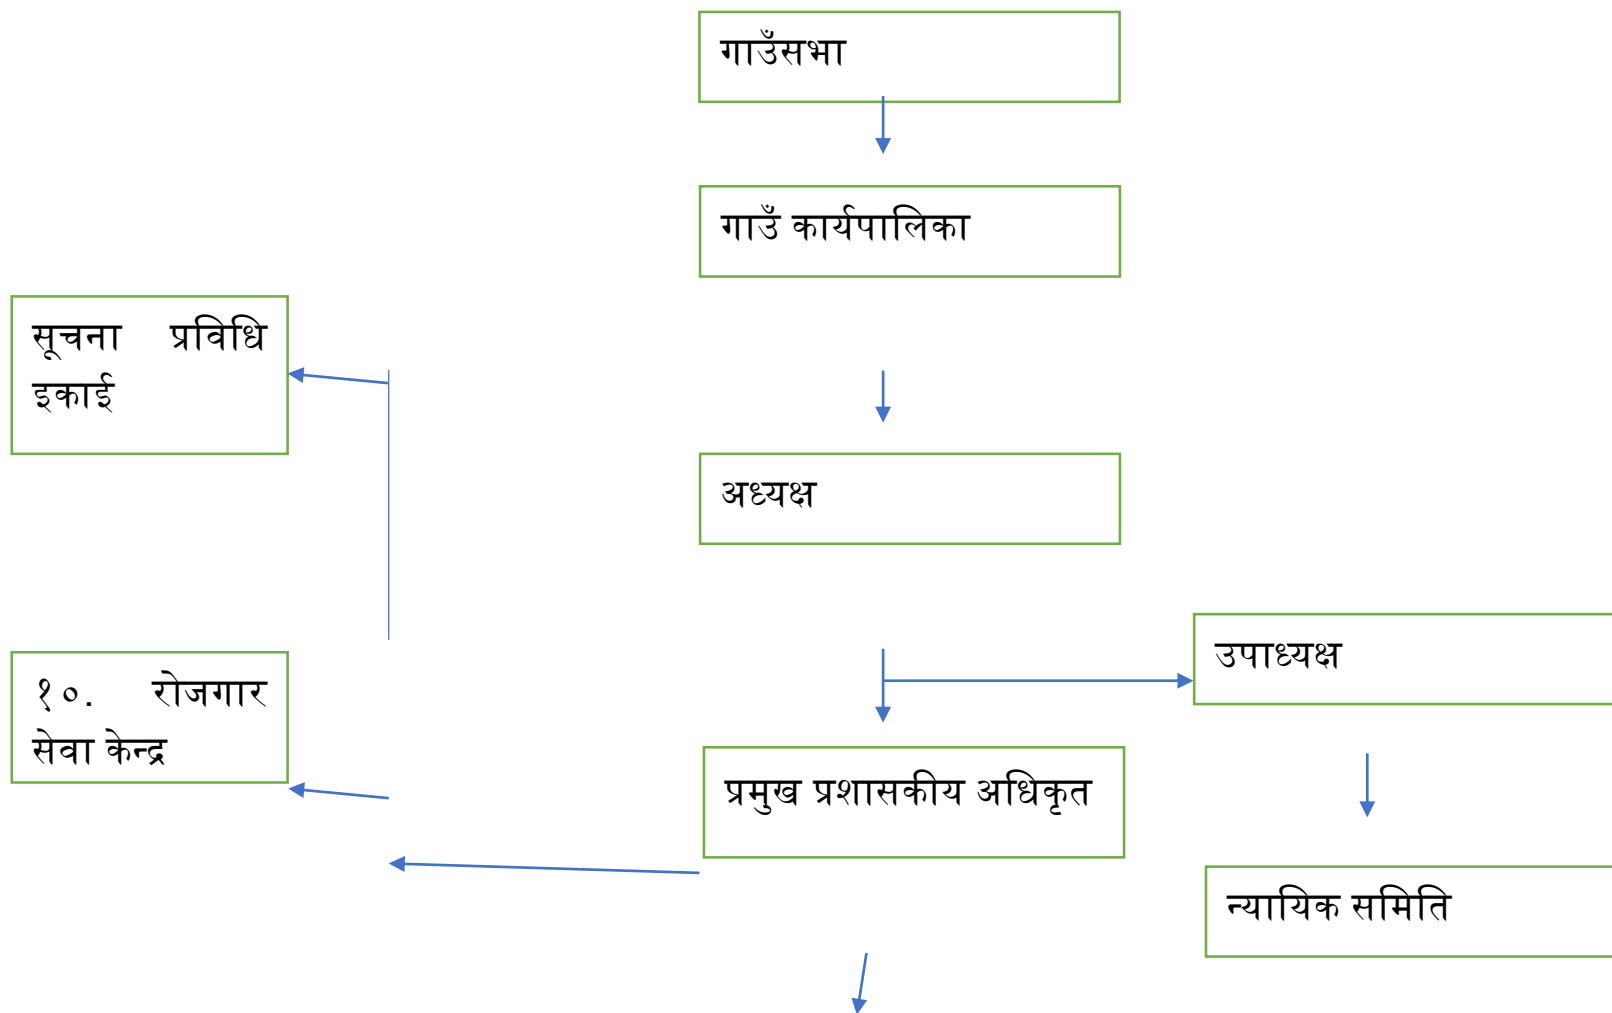 गाउँसभा
गाउँ कार्यपालिका
सूचना प्रविधि
इकाई
अध्यक्ष
उपाध्यक्ष
१०. रोजगार
सेवा केन्द्र
प्रमुख प्रशासकीय अधिकृत
न्यायिक समिति